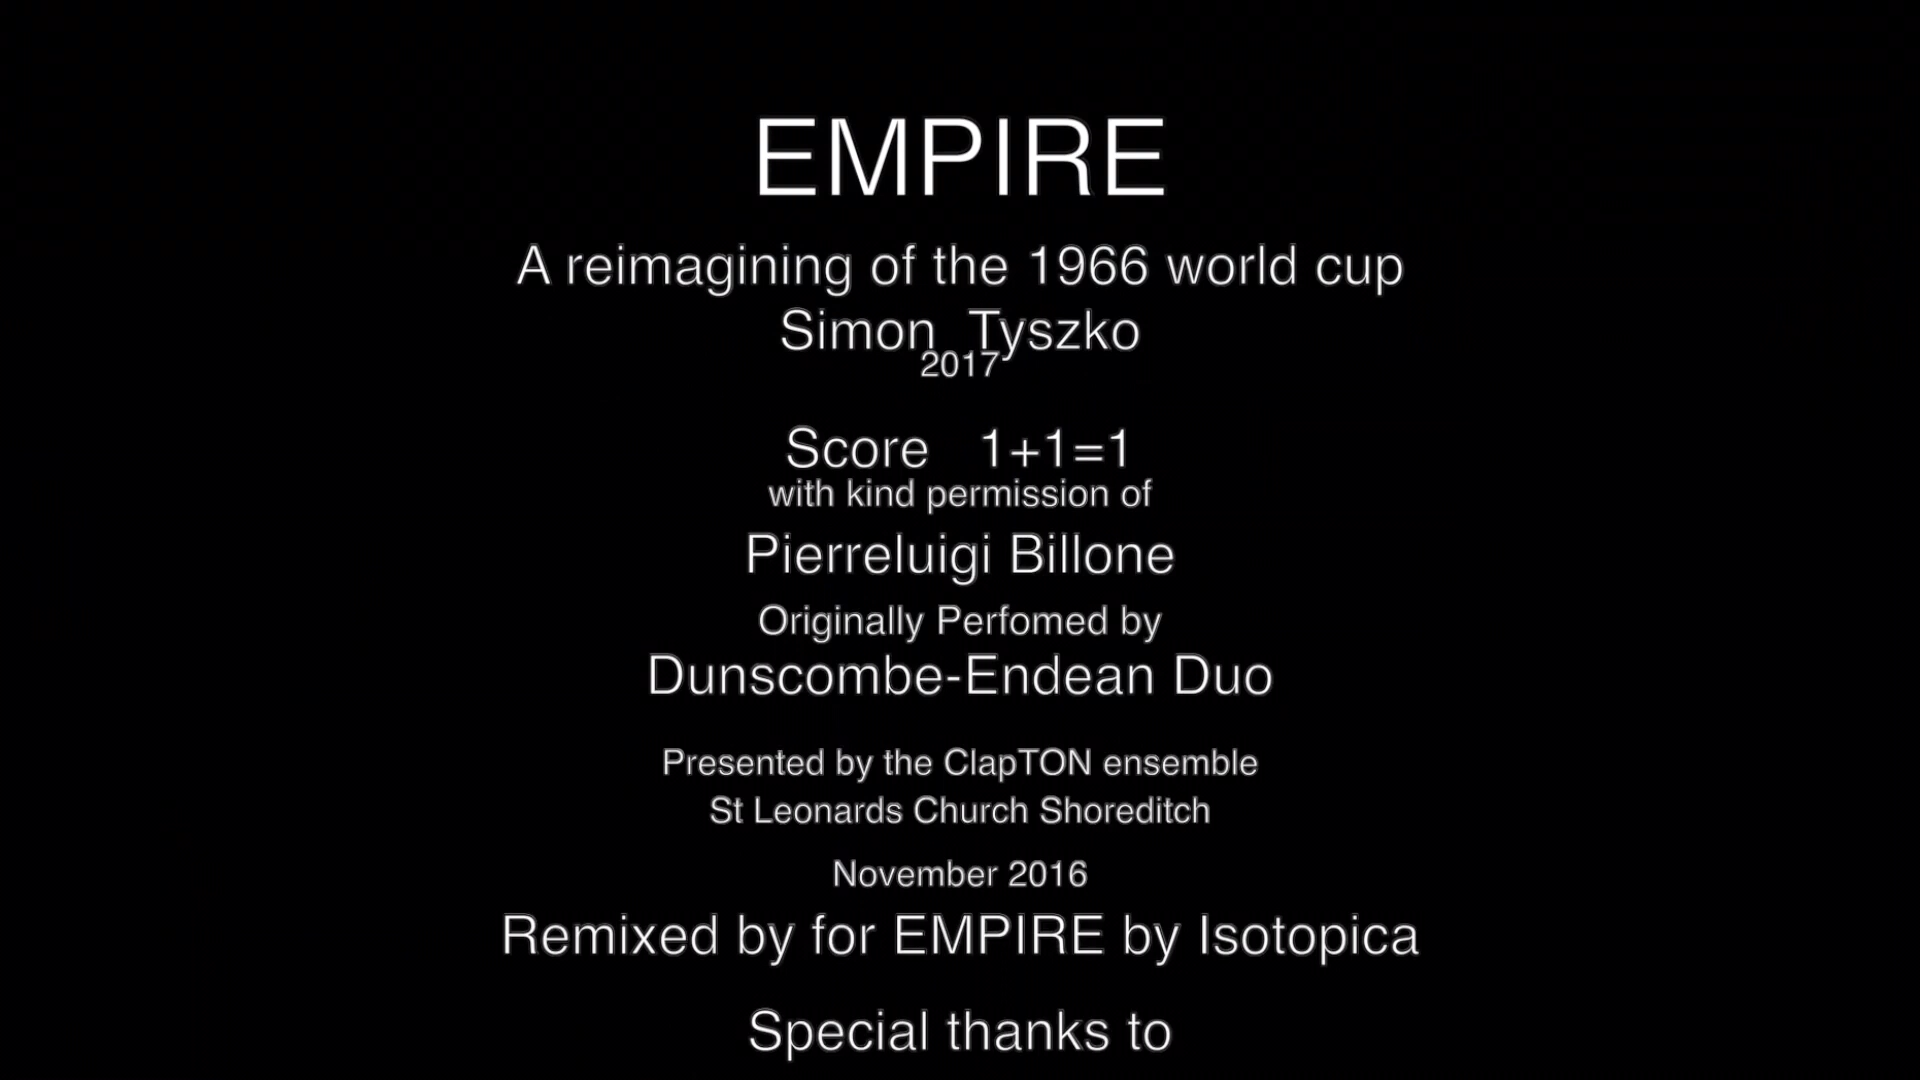 EMPIRE
A reimagining of the 1966 world cup
Simon Tyszko
2017
Score 1+1=1
with kind permission of
Pierreluigi Billone
Originally Perfomed by
Dunscombe-Endean Duo
Presented by the ClapTON ensemble
St Leonards Church Shoreditch
November 2016
Remixed by for EMPIRE by Isotopica
Special thanks to